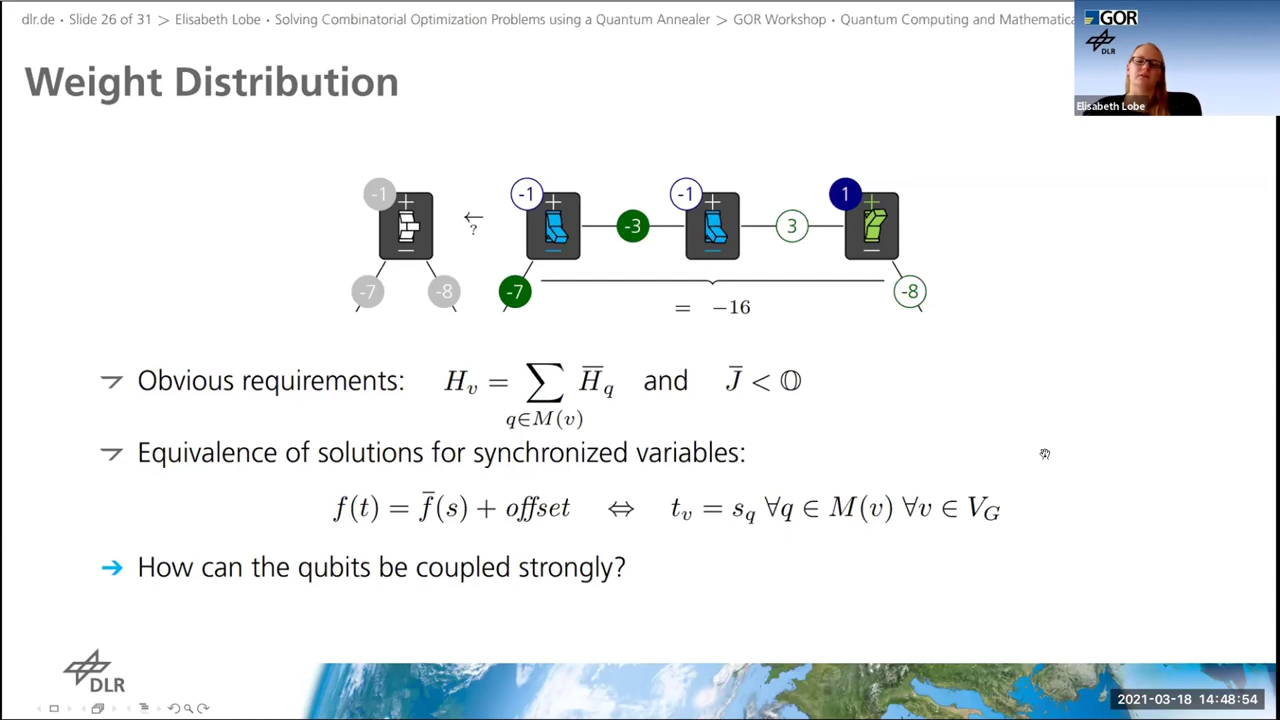 dlr.de • Slide 26 of 31 > Elisabeth Lobe • Solving Combinatorial Optimization Problems using a Quantum Annealer > GOR Workshop • Quantum Computing and Mathematica
GOR
DLR
Elisabeth Lobe
Weight Distribution
-1 + − ← ? -1 + − -3 -1 + − 3 1 + −
-7 -8 -7 -8
= −16
Obvious requirements: H_v = ∑_{q∈M(v)} H̅_q and J̅ < 𝕆
Equivalence of solutions for synchronized variables:
f(t) = f̅(s) + offset ⇔ t_v = s_q ∀q ∈ M(v) ∀v ∈ V_G
➔ How can the qubits be coupled strongly?
DLR
2021-03-18 14:48:54